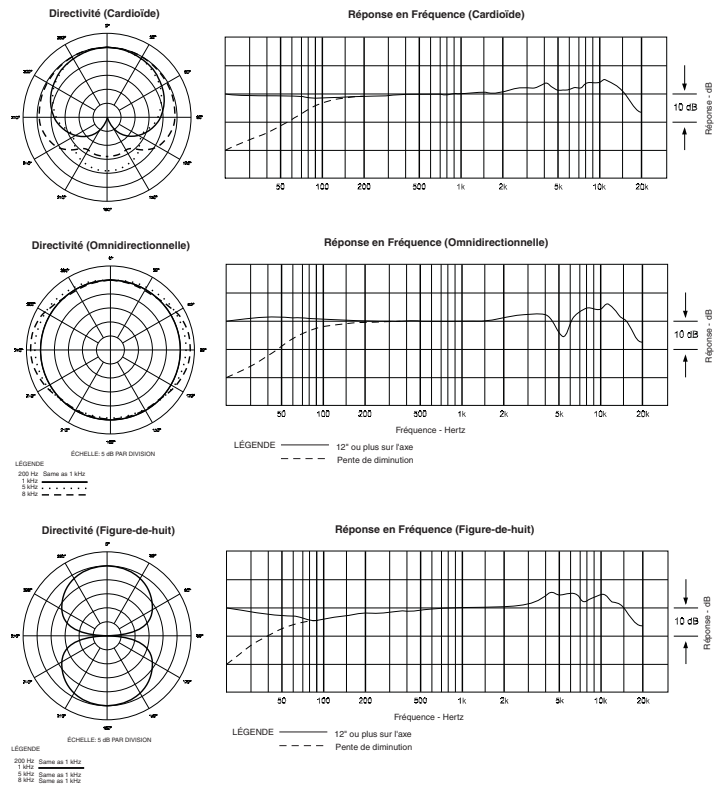 Directivité (Cardioïde)
Réponse en Fréquence (Cardioïde)
10 dB
Réponse - dB
50 100 200 500 1k 2k 5k 10k 20k
Directivité (Omnidirectionnelle)
Réponse en Fréquence (Omnidirectionnelle)
10 dB
Réponse - dB
50 100 200 500 1k 2k 5k 10k 20k
Fréquence - Hertz
LÉGENDE
12" ou plus sur l'axe
Pente de diminution
ÉCHELLE: 5 dB PAR DIVISION
LÉGENDE
200 Hz Same as 1 kHz
1 kHz
5 kHz
8 kHz
Directivité (Figure-de-huit)
Réponse en Fréquence (Figure-de-huit)
10 dB
Réponse - dB
50 100 200 500 1k 2k 5k 10k 20k
Fréquence - Hertz
LÉGENDE
12" ou plus sur l'axe
Pente de diminution
ÉCHELLE: 5 dB PAR DIVISION
LÉGENDE
200 Hz Same as 1 kHz
1 kHz
5 kHz Same as 1 kHz
8 kHz Same as 1 kHz